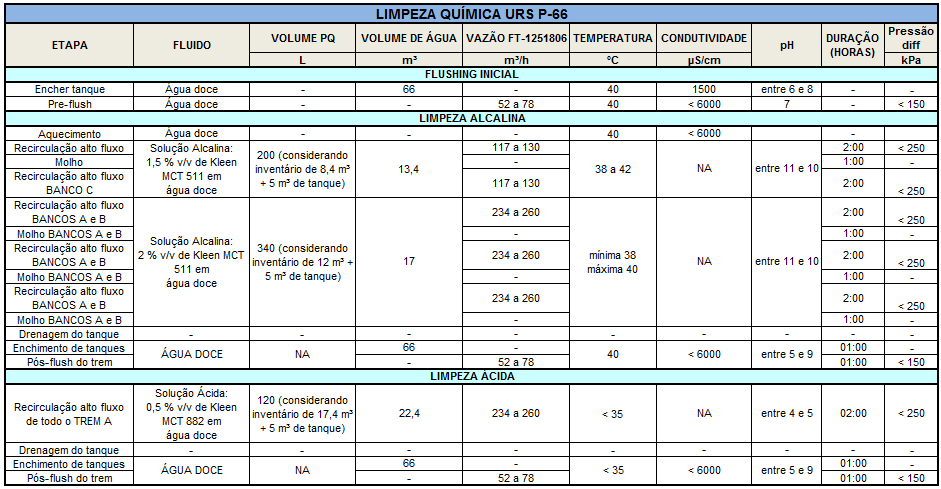 LIMPEZA QUÍMICA URS P-66
ETAPA FLUIDO VOLUME PQ VOLUME DE ÁGUA VAZÃO FT-1251806 TEMPERATURA CONDUTIVIDADE pH DURAÇÃO (HORAS) Pressão diff
L m³ m³/h °C µS/cm kPa
FLUSHING INICIAL
Encher tanque Água doce - 66 - 40 1500 entre 6 e 8 - -
Pre-flush Água doce - - 52 a 78 40 < 6000 7 - < 150
LIMPEZA ALCALINA
Aquecimento Água doce - - - 40 < 6000 -
Recirculação alto fluxo Solução Alcalina: 117 a 130 2:00 < 250
Molho 1,5 % v/v de Kleen 200 (considerando - 1:00 -
MCT 511 em inventário de 8,4 m³ 13,4 38 a 42 NA entre 11 e 10
Recirculação alto fluxo água doce + 5 m³ de tanque) 117 a 130 2:00
BANCO C < 250
Recirculação alto fluxo 234 a 260 2:00
BANCOS A e B < 250
Molho BANCOS A e B - 1:00 -
Recirculação alto fluxo Solução Alcalina: 340 (considerando 234 a 260 2:00
BANCOS A e B 2 % v/v de Kleen MCT inventário de 12 m³ + 17 mínima 38 NA entre 11 e 10 < 250
Molho BANCOS A e B 511 em 5 m³ de tanque) - máxima 40 1:00 -
Recirculação alto fluxo água doce 234 a 260 2:00
BANCOS A e B < 250
Molho BANCOS A e B - 1:00 -
Drenagem do tanque - - - - - - - - -
Enchimento de tanques ÁGUA DOCE NA 66 - 40 < 6000 entre 5 e 9 01:00 -
Pós-flush do trem - 52 a 78 01:00 < 150
LIMPEZA ÁCIDA
Recirculação alto fluxo Solução Ácida: 120 (considerando
de todo o TREM A 0,5 % v/v de Kleen inventário de 17,4 m³ 22,4 234 a 260 < 35 NA entre 4 e 5 02:00 < 250
MCT 882 em + 5 m³ de tanque)
água doce
Drenagem do tanque - - - - - - - -
Enchimento de tanques ÁGUA DOCE NA 66 - < 35 < 6000 entre 5 e 9 01:00 -
Pós-flush do trem - 52 a 78 01:00 < 150